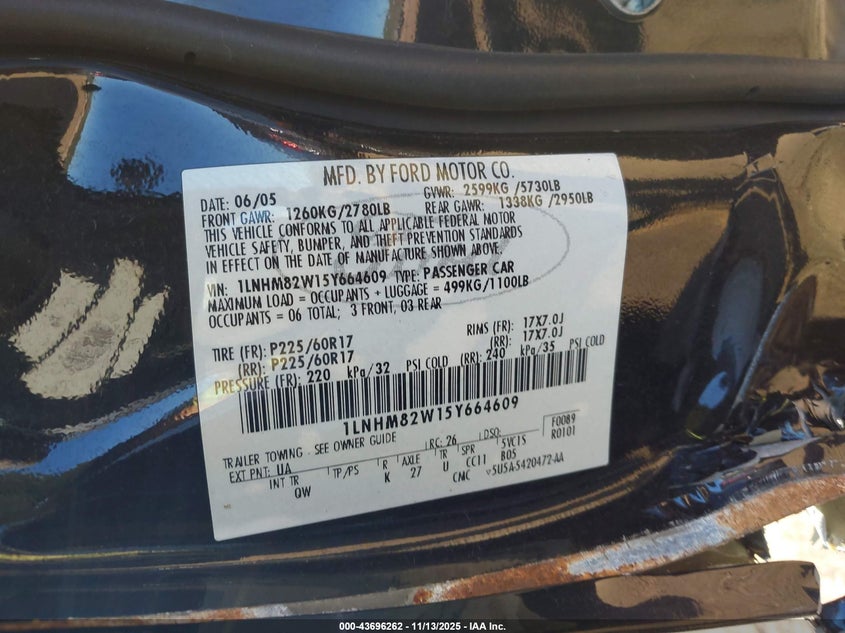 MFD. BY FORD MOTOR CO.
DATE: 06/05 GVWR: 2599KG /5730LB
FRONT GAWR: 1260KG/2780LB REAR GAWR: 1338KG /2950LB
THIS VEHICLE CONFORMS TO ALL APPLICABLE FEDERAL MOTOR
VEHICLE SAFETY, BUMPER, AND THEFT PREVENTION STANDARDS
IN EFFECT ON THE DATE OF MANUFACTURE SHOWN ABOVE.
VIN: 1LNHM82W15Y664609 TYPE: PASSENGER CAR
MAXIMUM LOAD = OCCUPANTS + LUGGAGE = 499KG/1100LB
OCCUPANTS = 06 TOTAL; 3 FRONT, 03 REAR
TIRE (FR): P225/60R17 RIMS (FR): 17X7.0J
(RR): P225/60R17 (RR): 17X7.0J
PRESSURE (FR): 220 kPa/32 PSI COLD (RR): 240 kPa/35 PSI COLD
1LNHM82W15Y664609
TRAILER TOWING - SEE OWNER GUIDE RC: 26 DSO: F0089
EXT PNT: UA R0101
INT TR TP/PS R AXLE TR SPR 5VC15
QW K 27 U CC11 B05
CMC 5U5A-5420472-AA
000-43696262 - 11/13/2025 - IAA Inc.